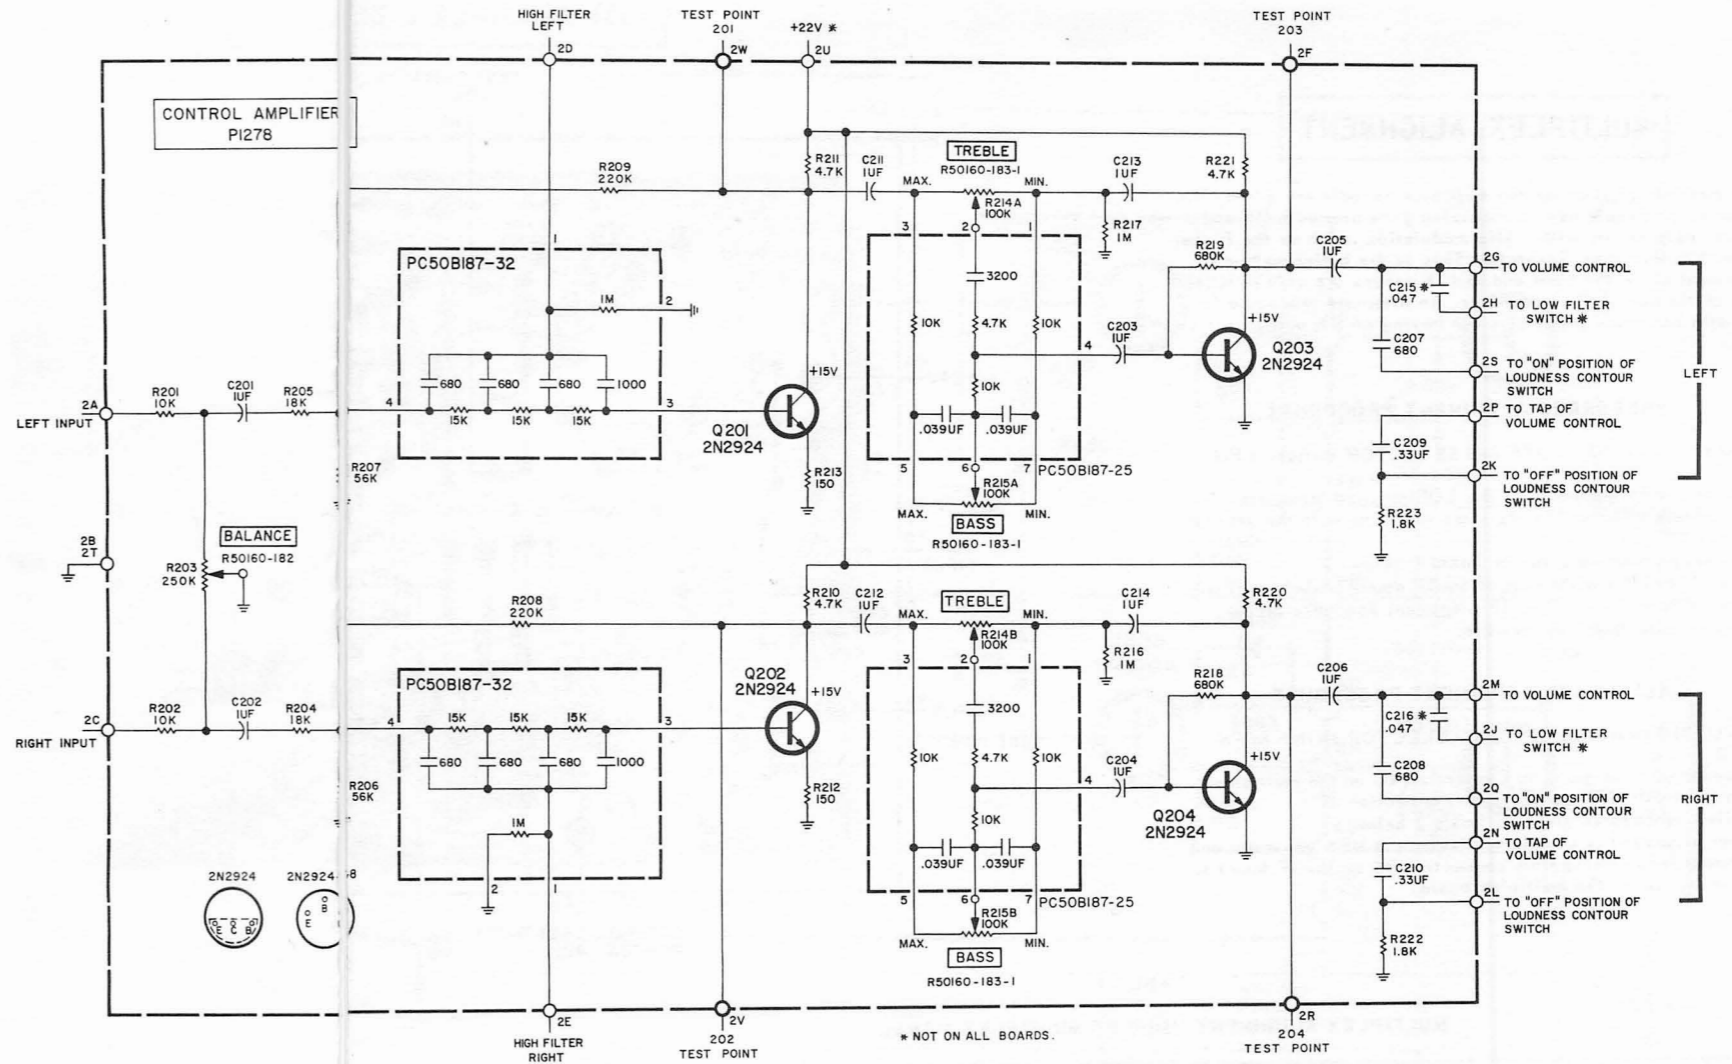 HIGH FILTER
LEFT
2D
TEST POINT
201
2W
+22V *
2U
TEST POINT
203
2F
CONTROL AMPLIFIER
P1278
R209
220K
R211
4.7K
C211
1UF
TREBLE
R50160-183-1
MAX.
MIN.
R214A
100K
C213
1UF
R221
4.7K
R217
1M
3
2
1
PC50B187-32
1
1M
2
680
680
680
1000
4
15K
15K
15K
3
3200
10K
4.7K
10K
4
10K
.039UF
.039UF
5
6
7
PC50B187-25
R215A
100K
MAX.
MIN.
BASS
R50160-183-1
C203
1UF
R219
680K
C205
1UF
+15V
Q203
2N2924
+15V
Q201
2N2924
R213
150
2A
LEFT INPUT
R201
10K
C201
1UF
R205
18K
R207
56K
2B
2T
BALANCE
R50160-182
R203
250K
2G
TO VOLUME CONTROL
C215 *
.047
2H
TO LOW FILTER
SWITCH *
C207
680
2S
TO "ON" POSITION OF
LOUDNESS CONTOUR
SWITCH
2P
TO TAP OF
VOLUME CONTROL
C209
.33UF
2K
TO "OFF" POSITION OF
LOUDNESS CONTOUR
SWITCH
R223
1.8K
LEFT
R208
220K
R210
4.7K
C212
1UF
TREBLE
MAX.
MIN.
R214B
100K
C214
1UF
R220
4.7K
R216
1M
3
2
1
2C
RIGHT INPUT
R202
10K
C202
1UF
R204
18K
R206
56K
PC50B187-32
4
15K
15K
15K
3
680
680
680
1000
1M
2
1
Q202
2N2924
+15V
R212
150
3200
10K
4.7K
10K
4
10K
.039UF
.039UF
5
6
7
PC50B187-25
R215B
100K
MAX.
MIN.
BASS
R50160-183-1
C204
1UF
R218
680K
C206
1UF
+15V
Q204
2N2924
2M
TO VOLUME CONTROL
C216 *
.047
2J
TO LOW FILTER
SWITCH *
C208
680
2Q
TO "ON" POSITION OF
LOUDNESS CONTOUR
SWITCH
2N
TO TAP OF
VOLUME CONTROL
C210
.33UF
2L
TO "OFF" POSITION OF
LOUDNESS CONTOUR
SWITCH
R222
1.8K
RIGHT
2N2924
E C B
2N2924-
B
E
2E
HIGH FILTER
RIGHT
2V
202
TEST POINT
* NOT ON ALL BOARDS.
2R
204
TEST POINT